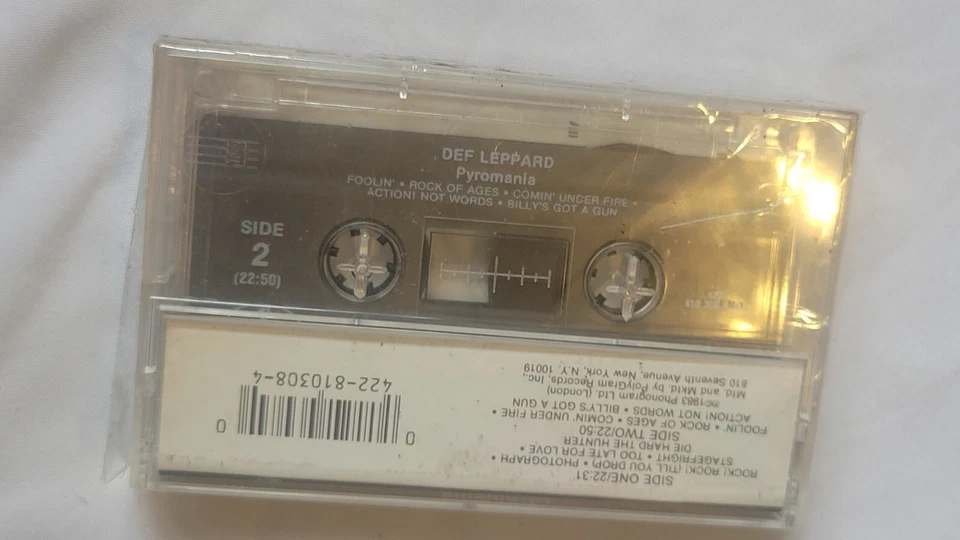 DEF LEPPARD
Pyromania
FOOLIN' • ROCK OF AGES • COMIN' UNDER FIRE •
ACTION! NOT WORDS • BILLY'S GOT A GUN
SIDE
2
(22:50)
SIDE ONE/22:31
ROCK! ROCK! (TILL YOU DROP) • PHOTOGRAPH •
STAGEFRIGHT • TOO LATE FOR LOVE •
DIE HARD THE HUNTER
SIDE TWO/22:50
FOOLIN' • ROCK OF AGES • COMIN' UNDER FIRE •
ACTION! NOT WORDS • BILLY'S GOT A GUN
℗©1983 Phonogram Ltd. (London)
Mfd. and Mktd. by PolyGram Records, Inc.,
810 Seventh Avenue, New York, N.Y. 10019
0 0
422-810308-4